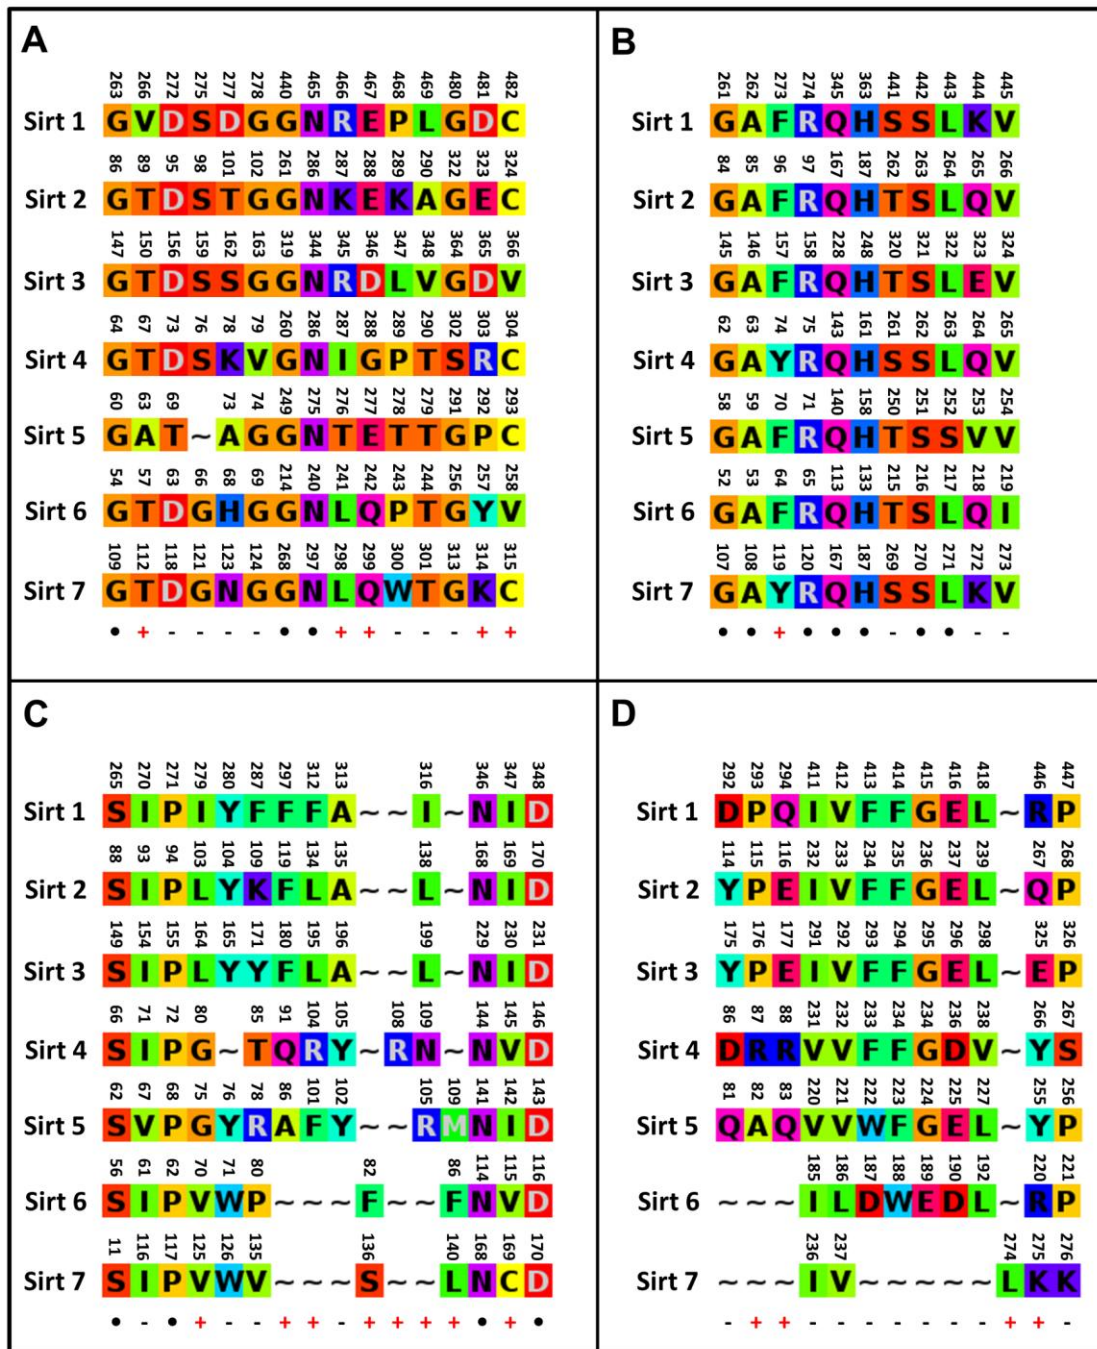 A
263 266 272 275 277 278 440 465 466 467 468 469 480 481 482
Sirt 1 G V D S D G G N R E P L G D C
86 89 95 98 101 102 261 286 287 288 289 290 322 323 324
Sirt 2 G T D S T G G N K E K A G E C
147 150 156 159 162 163 319 344 345 346 347 348 364 365 366
Sirt 3 G T D S S G G N R D L V G D V
64 67 73 76 78 79 260 286 287 288 289 290 302 303 304
Sirt 4 G T D S K V G N I G P T S R C
60 63 69 73 74 249 275 276 277 278 279 291 292 293
Sirt 5 G A T ~ A G G N T E T T G P C
54 57 63 66 68 69 214 240 241 242 243 244 256 257 258
Sirt 6 G T D G H G G N L Q P T G Y V
109 112 118 121 123 124 268 297 298 299 300 301 313 314 315
Sirt 7 G T D G N G G N L Q W T G K C
• + - - - - • • + + - - - + +
B
261 262 273 274 345 363 441 442 443 444 445
Sirt 1 G A F R Q H S S L K V
84 85 96 97 167 187 262 263 264 265 266
Sirt 2 G A F R Q H T S L Q V
145 146 157 158 228 248 320 321 322 323 324
Sirt 3 G A F R Q H T S L E V
62 63 74 75 143 161 261 262 263 264 265
Sirt 4 G A Y R Q H S S L Q V
58 59 70 71 140 158 250 251 252 253 254
Sirt 5 G A F R Q H T S S V V
52 53 64 65 113 133 215 216 217 218 219
Sirt 6 G A F R Q H T S L Q I
107 108 119 120 167 187 269 270 271 272 273
Sirt 7 G A Y R Q H S S L K V
• • + • • • - • • - -
C
265 270 271 279 280 287 297 312 313 316 346 347 348
Sirt 1 S I P I Y F F F A ~ ~ I ~ N I D
88 93 94 103 104 109 119 134 135 138 168 169 170
Sirt 2 S I P L Y K F L A ~ ~ L ~ N I D
149 154 155 164 165 171 180 195 196 199 229 230 231
Sirt 3 S I P L Y Y F L A ~ ~ L ~ N I D
66 71 72 80 85 91 104 105 108 109 144 145 146
Sirt 4 S I P G ~ T Q R Y ~ R N ~ N V D
62 67 68 75 76 78 86 101 102 105 109 141 142 143
Sirt 5 S V P G Y R A F Y ~ ~ R M N I D
56 61 62 70 71 80 82 86 114 115 116
Sirt 6 S I P V W P ~ ~ ~ F ~ ~ F N V D
11 116 117 125 126 135 136 140 168 169 170
Sirt 7 S I P V W V ~ ~ ~ S ~ ~ L N C D
• - • + - - + + - + + + + • + •
D
292 293 294 411 412 413 414 415 416 418 446 447
Sirt 1 D P Q I V F F G E L ~ R P
114 115 116 232 233 234 235 236 237 239 267 268
Sirt 2 Y P E I V F F G E L ~ Q P
175 176 177 291 292 293 294 295 296 298 325 326
Sirt 3 Y P E I V F F G E L ~ E P
86 87 88 231 232 233 234 235 236 238 266 267
Sirt 4 D R R V V F F G D V ~ Y S
81 82 83 220 221 222 223 224 225 227 255 256
Sirt 5 Q A Q V V W F G E L ~ Y P
185 186 187 188 189 190 192 220 221
Sirt 6 ~ ~ ~ I L D W E D L ~ R P
236 237 274 275 276
Sirt 7 ~ ~ ~ I V ~ ~ ~ ~ ~ L K K
- + + - - - - - - - + + -